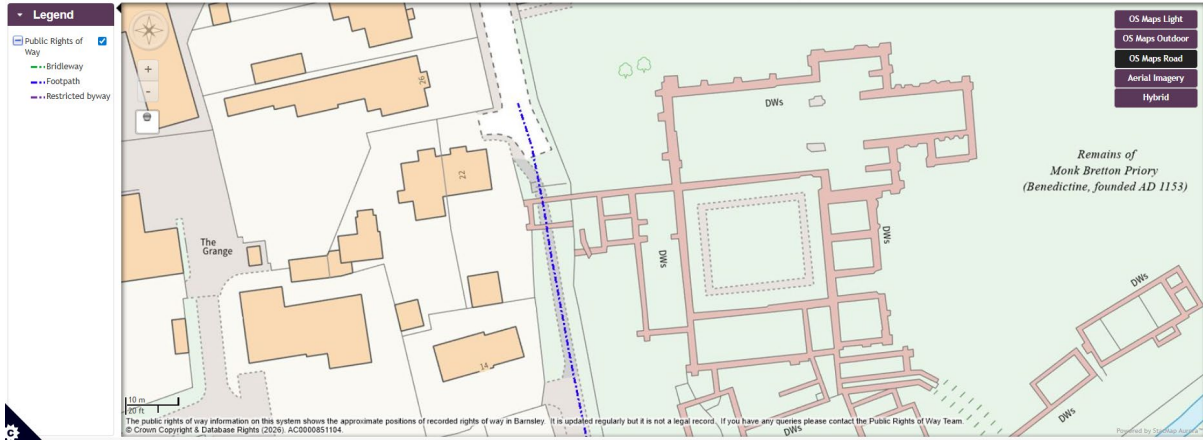 Legend
Public Rights of
Way
Bridleway
Footpath
Restricted byway
+
-
OS Maps Light
OS Maps Outdoor
OS Maps Road
Aerial Imagery
Hybrid
26
22
The
Grange
14
DWs
DWs
DWs
DWs
DWs
DWs
Remains of
Monk Bretton Priory
(Benedictine, founded AD 1153)
10 m
20 ft
The public rights of way information on this system shows the approximate positions of recorded rights of way in Barnsley. It is updated regularly but it is not a legal record. If you have any queries please contact the Public Rights of Way Team.
© Crown Copyright & Database Rights (2026). AC0000851104.
Powered by StatMap Aurora